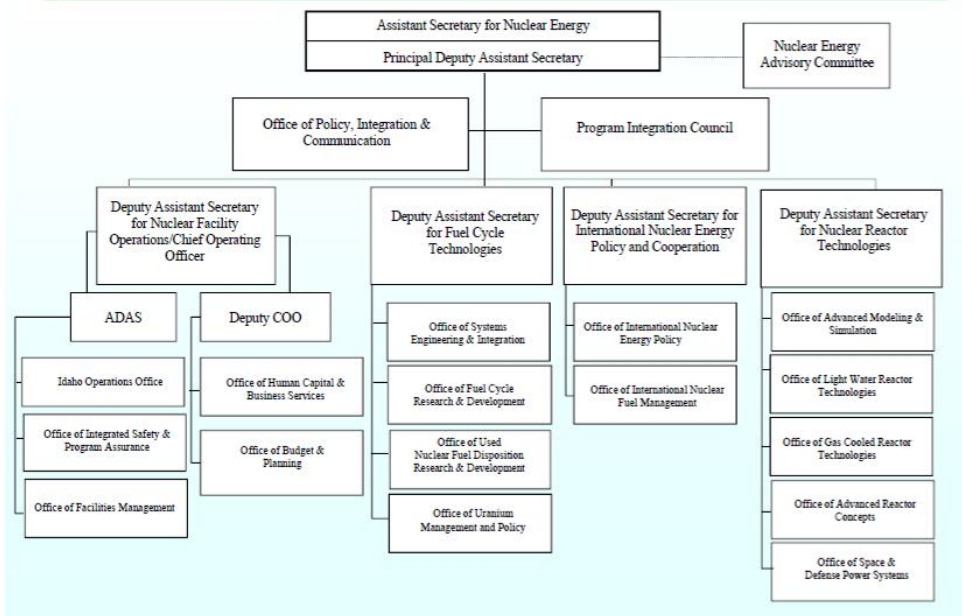 Assistant Secretary for Nuclear Energy
Principal Deputy Assistant Secretary
Nuclear Energy
Advisory Committee
Office of Policy, Integration &
Communication
Program Integration Council
Deputy Assistant Secretary
for Nuclear Facility
Operations/Chief Operating
Officer
ADAS
Idaho Operations Office
Office of Integrated Safety &
Program Assurance
Office of Facilities Management
Deputy COO
Office of Human Capital &
Business Services
Office of Budget &
Planning
Deputy Assistant Secretary
for Fuel Cycle
Technologies
Office of Systems
Engineering & Integration
Office of Fuel Cycle
Research & Development
Office of Used
Nuclear Fuel Disposition
Research & Development
Office of Uranium
Management and Policy
Deputy Assistant Secretary for
International Nuclear Energy
Policy and Cooperation
Office of International Nuclear
Energy Policy
Office of International Nuclear
Fuel Management
Deputy Assistant Secretary
for Nuclear Reactor
Technologies
Office of Advanced Modeling &
Simulation
Office of Light Water Reactor
Technologies
Office of Gas Cooled Reactor
Technologies
Office of Advanced Reactor
Concepts
Office of Space &
Defense Power Systems